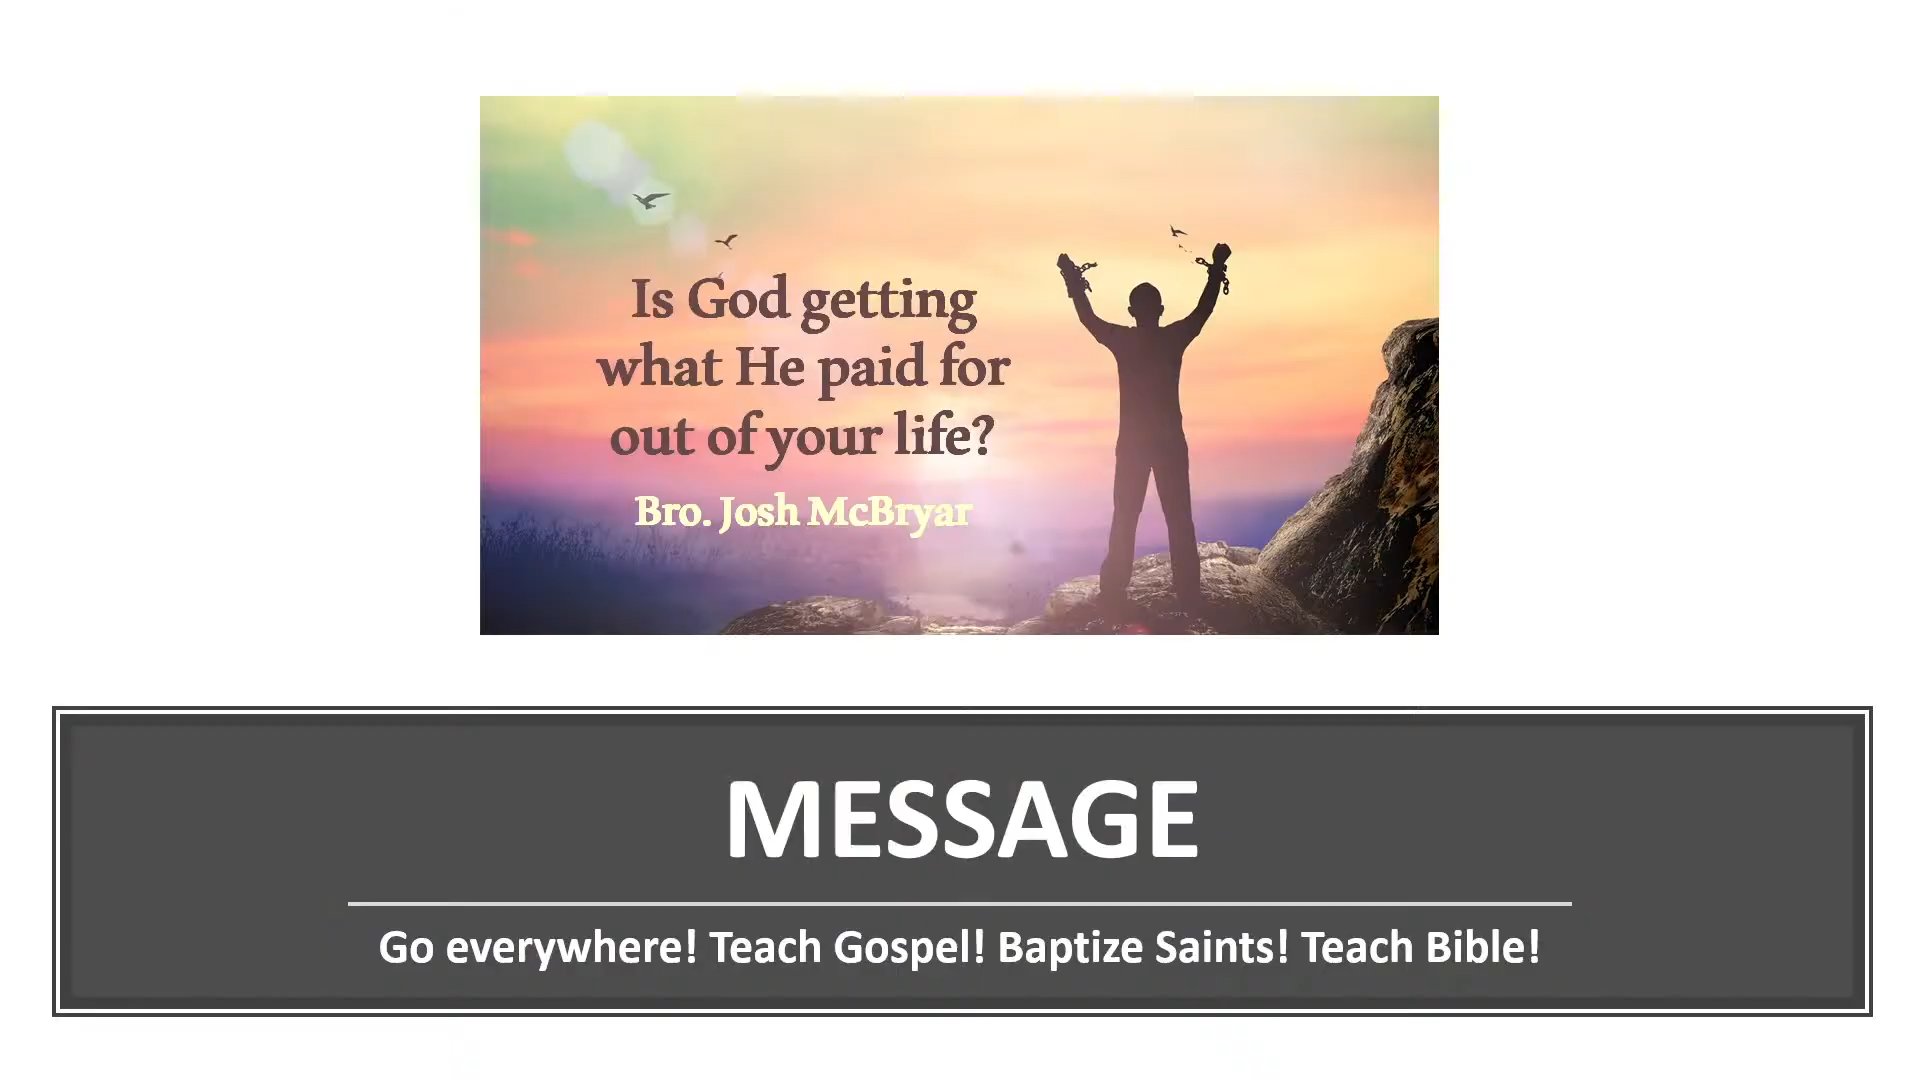 Is God getting
what He paid for
out of your life?
Bro. Josh McBryar
MESSAGE
Go everywhere! Teach Gospel! Baptize Saints! Teach Bible!